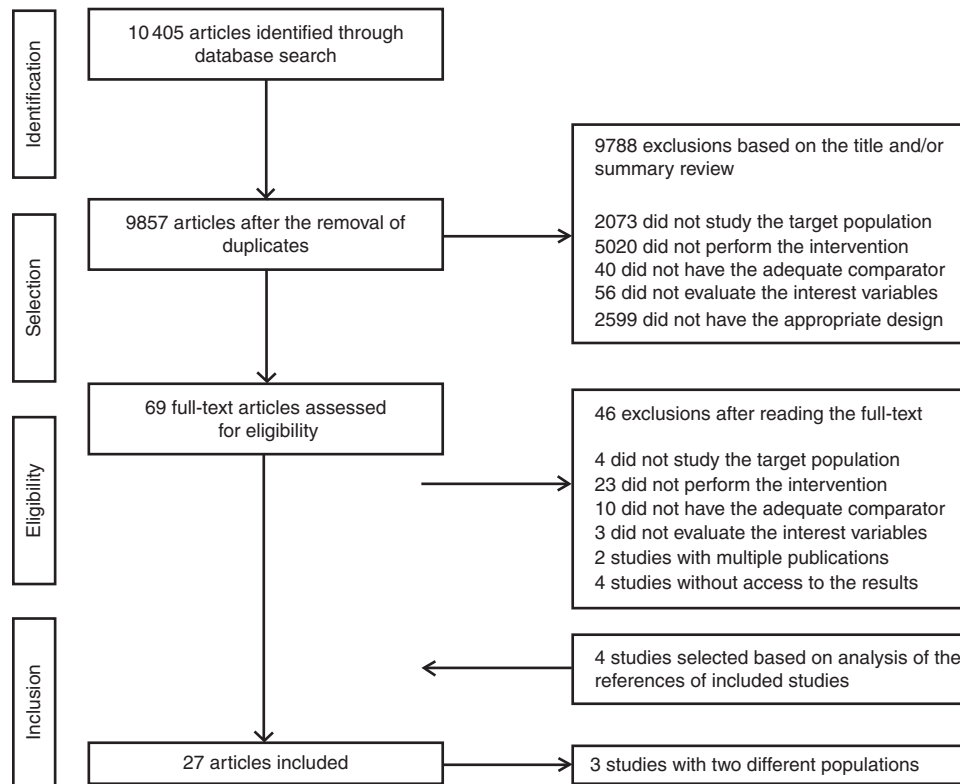 Identification
10 405 articles identified through
database search
9788 exclusions based on the title and/or
summary review
2073 did not study the target population
5020 did not perform the intervention
40 did not have the adequate comparator
56 did not evaluate the interest variables
2599 did not have the appropriate design
Selection
9857 articles after the removal of
duplicates
Eligibility
69 full-text articles assessed
for eligibility
46 exclusions after reading the full-text
4 did not study the target population
23 did not perform the intervention
10 did not have the adequate comparator
3 did not evaluate the interest variables
2 studies with multiple publications
4 studies without access to the results
Inclusion
4 studies selected based on analysis of the
references of included studies
27 articles included
3 studies with two different populations